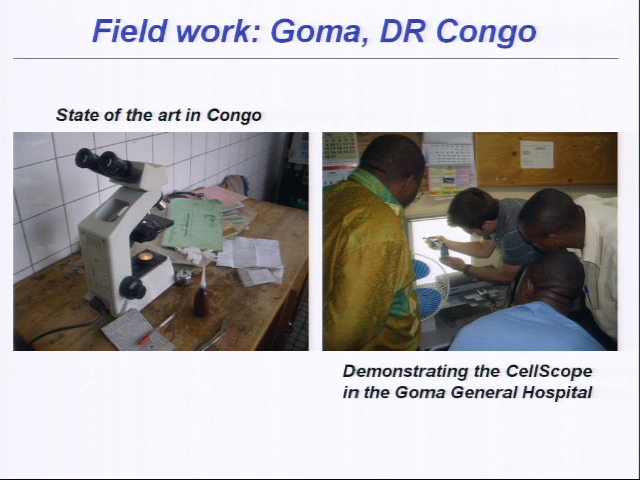 Field work: Goma, DR Congo
State of the art in Congo
Demonstrating the CellScope
in the Goma General Hospital